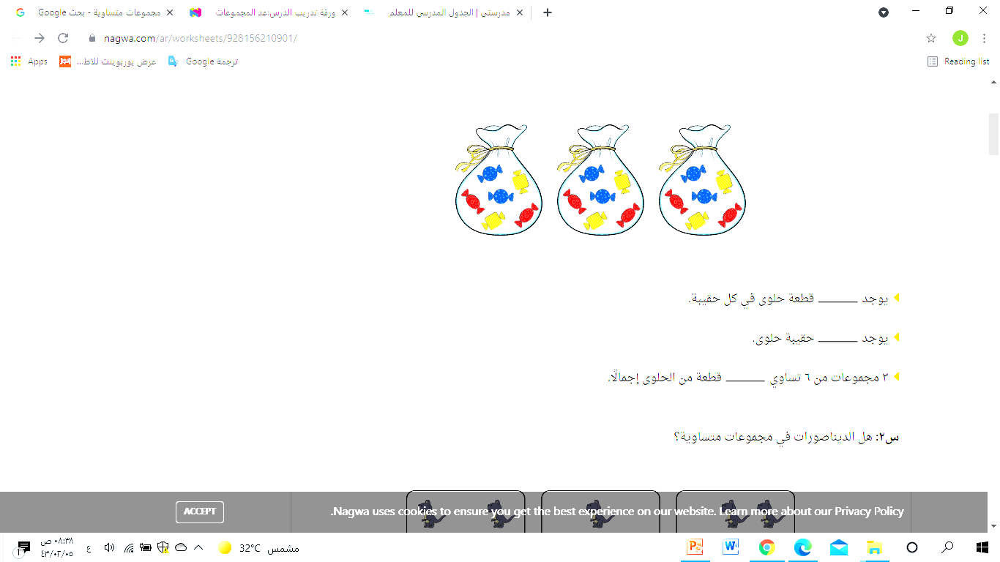 مجموعات متساوية - بحث Google
ورقة تدريب الدرس:عد المجموعات
مدرستي | الجدول المدرسي للمعلم
nagwa.com/ar/worksheets/928156210901/
J
Apps
عرض بوربوينت للاط...
ترجمة Google
Reading list
يوجد ______ قطعة حلوى في كل حقيبة.
يوجد ______ حقيبة حلوى.
٣ مجموعات من ٦ تساوي ______ قطعة من الحلوى إجمالًا.
س٢: هل الديناصورات في مجموعات متساوية؟
ACCEPT
.Nagwa uses cookies to ensure you get the best experience on our website. Learn more about our Privacy Policy
٠٨:٣٨ ص
٤٣/٠٢/٠٥
١
ع
32°C مشمس